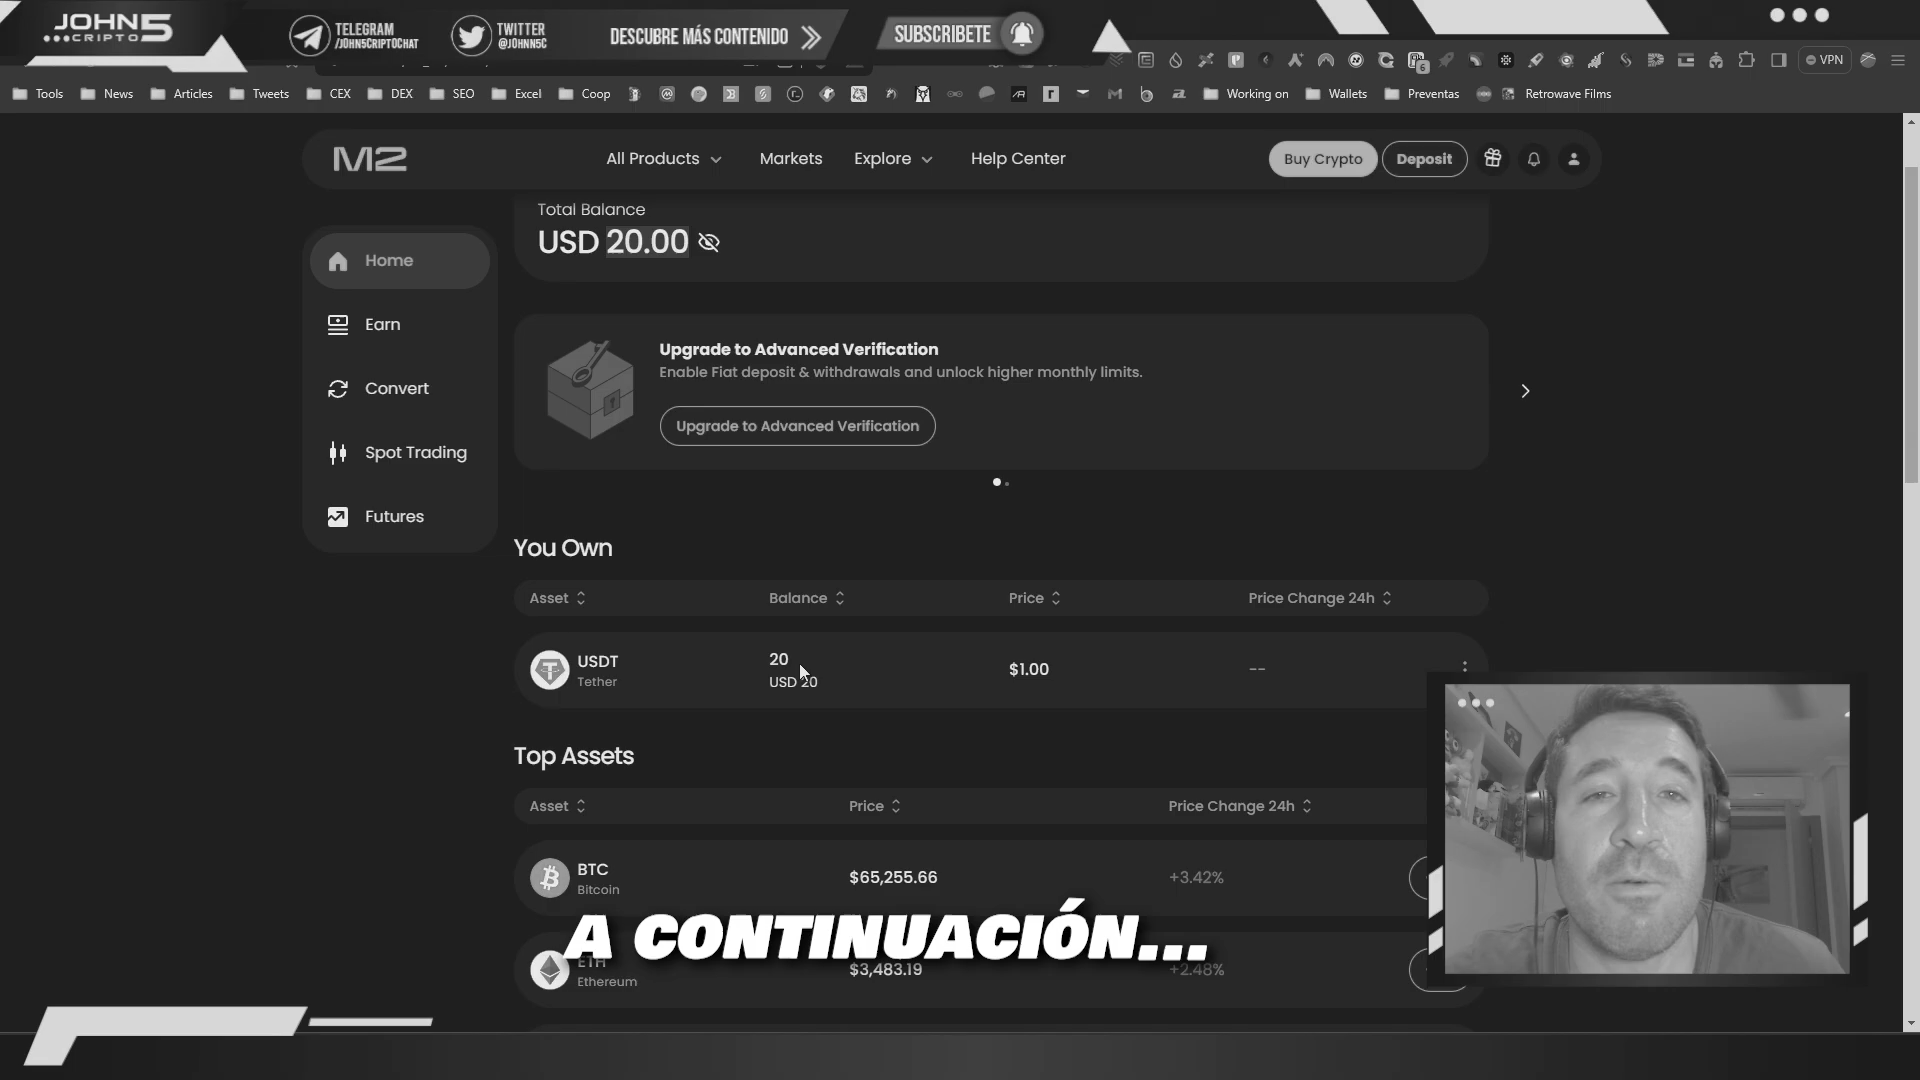 JOHN5
CRIPTO
TELEGRAM
/JOHN5CRIPTOCHAT
TWITTER
@JOHNN5C
DESCUBRE MÁS CONTENIDO
SUBSCRIBETE
6
VPN
Tools
News
Articles
Tweets
CEX
DEX
SEO
Excel
Coop
Working on
Wallets
Preventas
Retrowave Films
M2
All Products
Markets
Explore
Help Center
Buy Crypto
Deposit
Total Balance
USD 20.00
Home
Earn
Convert
Spot Trading
Futures
Upgrade to Advanced Verification
Enable Fiat deposit & withdrawals and unlock higher monthly limits.
Upgrade to Advanced Verification
You Own
Asset Balance Price Price Change 24h
USDT 20 $1.00 --
Tether USD 20
Top Assets
Asset Price Price Change 24h
BTC $65,255.66 +3.42%
Bitcoin
A CONTINUACIÓN...
ETH $3,483.19 +2.48%
Ethereum